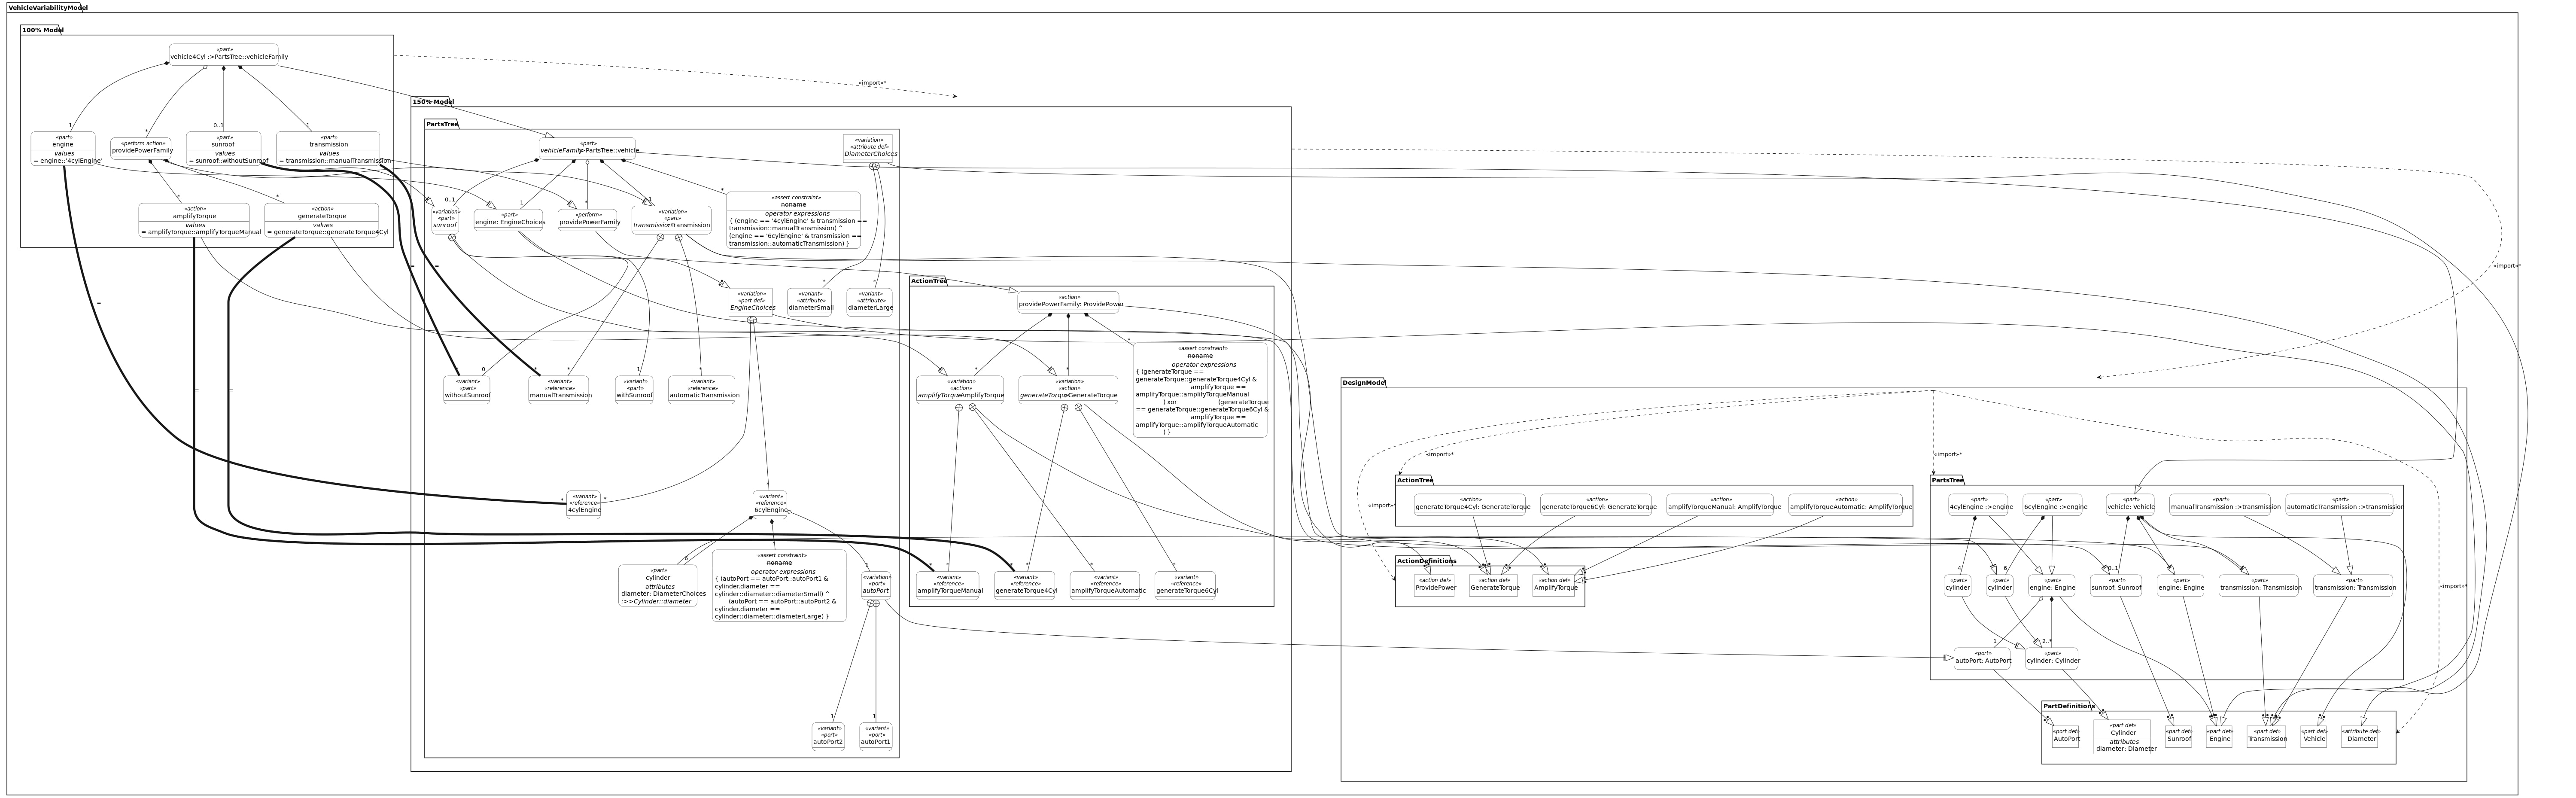 VehicleVariabilityModel
100% Model
«part»
vehicle4Cyl :>PartsTree::vehicleFamily
1
*
0..1
1
«part»
engine
values
= engine::'4cylEngine'
«perform action»
providePowerFamily
«part»
sunroof
values
= sunroof::withoutSunroof
«part»
transmission
values
= transmission::manualTransmission
*
*
«action»
amplifyTorque
values
= amplifyTorque::amplifyTorqueManual
«action»
generateTorque
values
= generateTorque::generateTorque4Cyl
«import»*
=
=
=
=
=
150% Model
PartsTree
«part»
vehicleFamily:>PartsTree::vehicle
«variation»
«attribute def»
DiameterChoices
0..1
1
*
1
*
«variation»
«part»
sunroof
«part»
engine: EngineChoices
«perform»
providePowerFamily
«variation»
«part»
transmission:Transmission
«assert constraint»
noname
operator expressions
{ (engine == '4cylEngine' & transmission ==
transmission::manualTransmission) ^
(engine == '6cylEngine' & transmission ==
transmission::automaticTransmission) }
«variation»
«part def»
EngineChoices
*
*
«variant»
«attribute»
diameterSmall
«variant»
«attribute»
diameterLarge
*
0
*
*
1
*
«variant»
«part»
withoutSunroof
«variant»
«reference»
manualTransmission
«variant»
«part»
withSunroof
«variant»
«reference»
automaticTransmission
*
*
*
«variant»
«reference»
4cylEngine
«variant»
«reference»
6cylEngine
6
*
1
«part»
cylinder
attributes
diameter: DiameterChoices
:>>Cylinder::diameter
«assert constraint»
noname
operator expressions
{ (autoPort == autoPort::autoPort1 &
cylinder.diameter ==
cylinder::diameter::diameterSmall) ^
(autoPort == autoPort::autoPort2 &
cylinder.diameter ==
cylinder::diameter::diameterLarge) }
«variation»
«port»
autoPort
1
1
«variant»
«port»
autoPort2
«variant»
«port»
autoPort1
ActionTree
«action»
providePowerFamily: ProvidePower
*
*
*
«variation»
«action»
amplifyTorque:AmplifyTorque
«variation»
«action»
generateTorque:GenerateTorque
«assert constraint»
noname
operator expressions
{ (generateTorque ==
generateTorque::generateTorque4Cyl &
amplifyTorque ==
amplifyTorque::amplifyTorqueManual
) xor (generateTorque
== generateTorque::generateTorque6Cyl &
amplifyTorque ==
amplifyTorque::amplifyTorqueAutomatic
) }
*
*
*
*
*
*
«variant»
«reference»
amplifyTorqueManual
«variant»
«reference»
generateTorque4Cyl
«variant»
«reference»
amplifyTorqueAutomatic
«variant»
«reference»
generateTorque6Cyl
«import»*
DesignModel
«import»*
«import»*
«import»*
«import»*
ActionTree
«action»
generateTorque4Cyl: GenerateTorque
«action»
generateTorque6Cyl: GenerateTorque
«action»
amplifyTorqueManual: AmplifyTorque
«action»
amplifyTorqueAutomatic: AmplifyTorque
ActionDefinitions
«action def»
ProvidePower
«action def»
GenerateTorque
«action def»
AmplifyTorque
PartsTree
«part»
4cylEngine :>engine
«part»
6cylEngine :>engine
«part»
vehicle: Vehicle
«part»
manualTransmission :>transmission
«part»
automaticTransmission :>transmission
4
6
0..1
«part»
cylinder
«part»
cylinder
«part»
engine: Engine
«part»
sunroof: Sunroof
«part»
engine: Engine
«part»
transmission: Transmission
«part»
transmission: Transmission
1
2..*
«port»
autoPort: AutoPort
«part»
cylinder: Cylinder
PartDefinitions
«port def»
AutoPort
«part def»
Cylinder
attributes
diameter: Diameter
«part def»
Sunroof
«part def»
Engine
«part def»
Transmission
«part def»
Vehicle
«attribute def»
Diameter